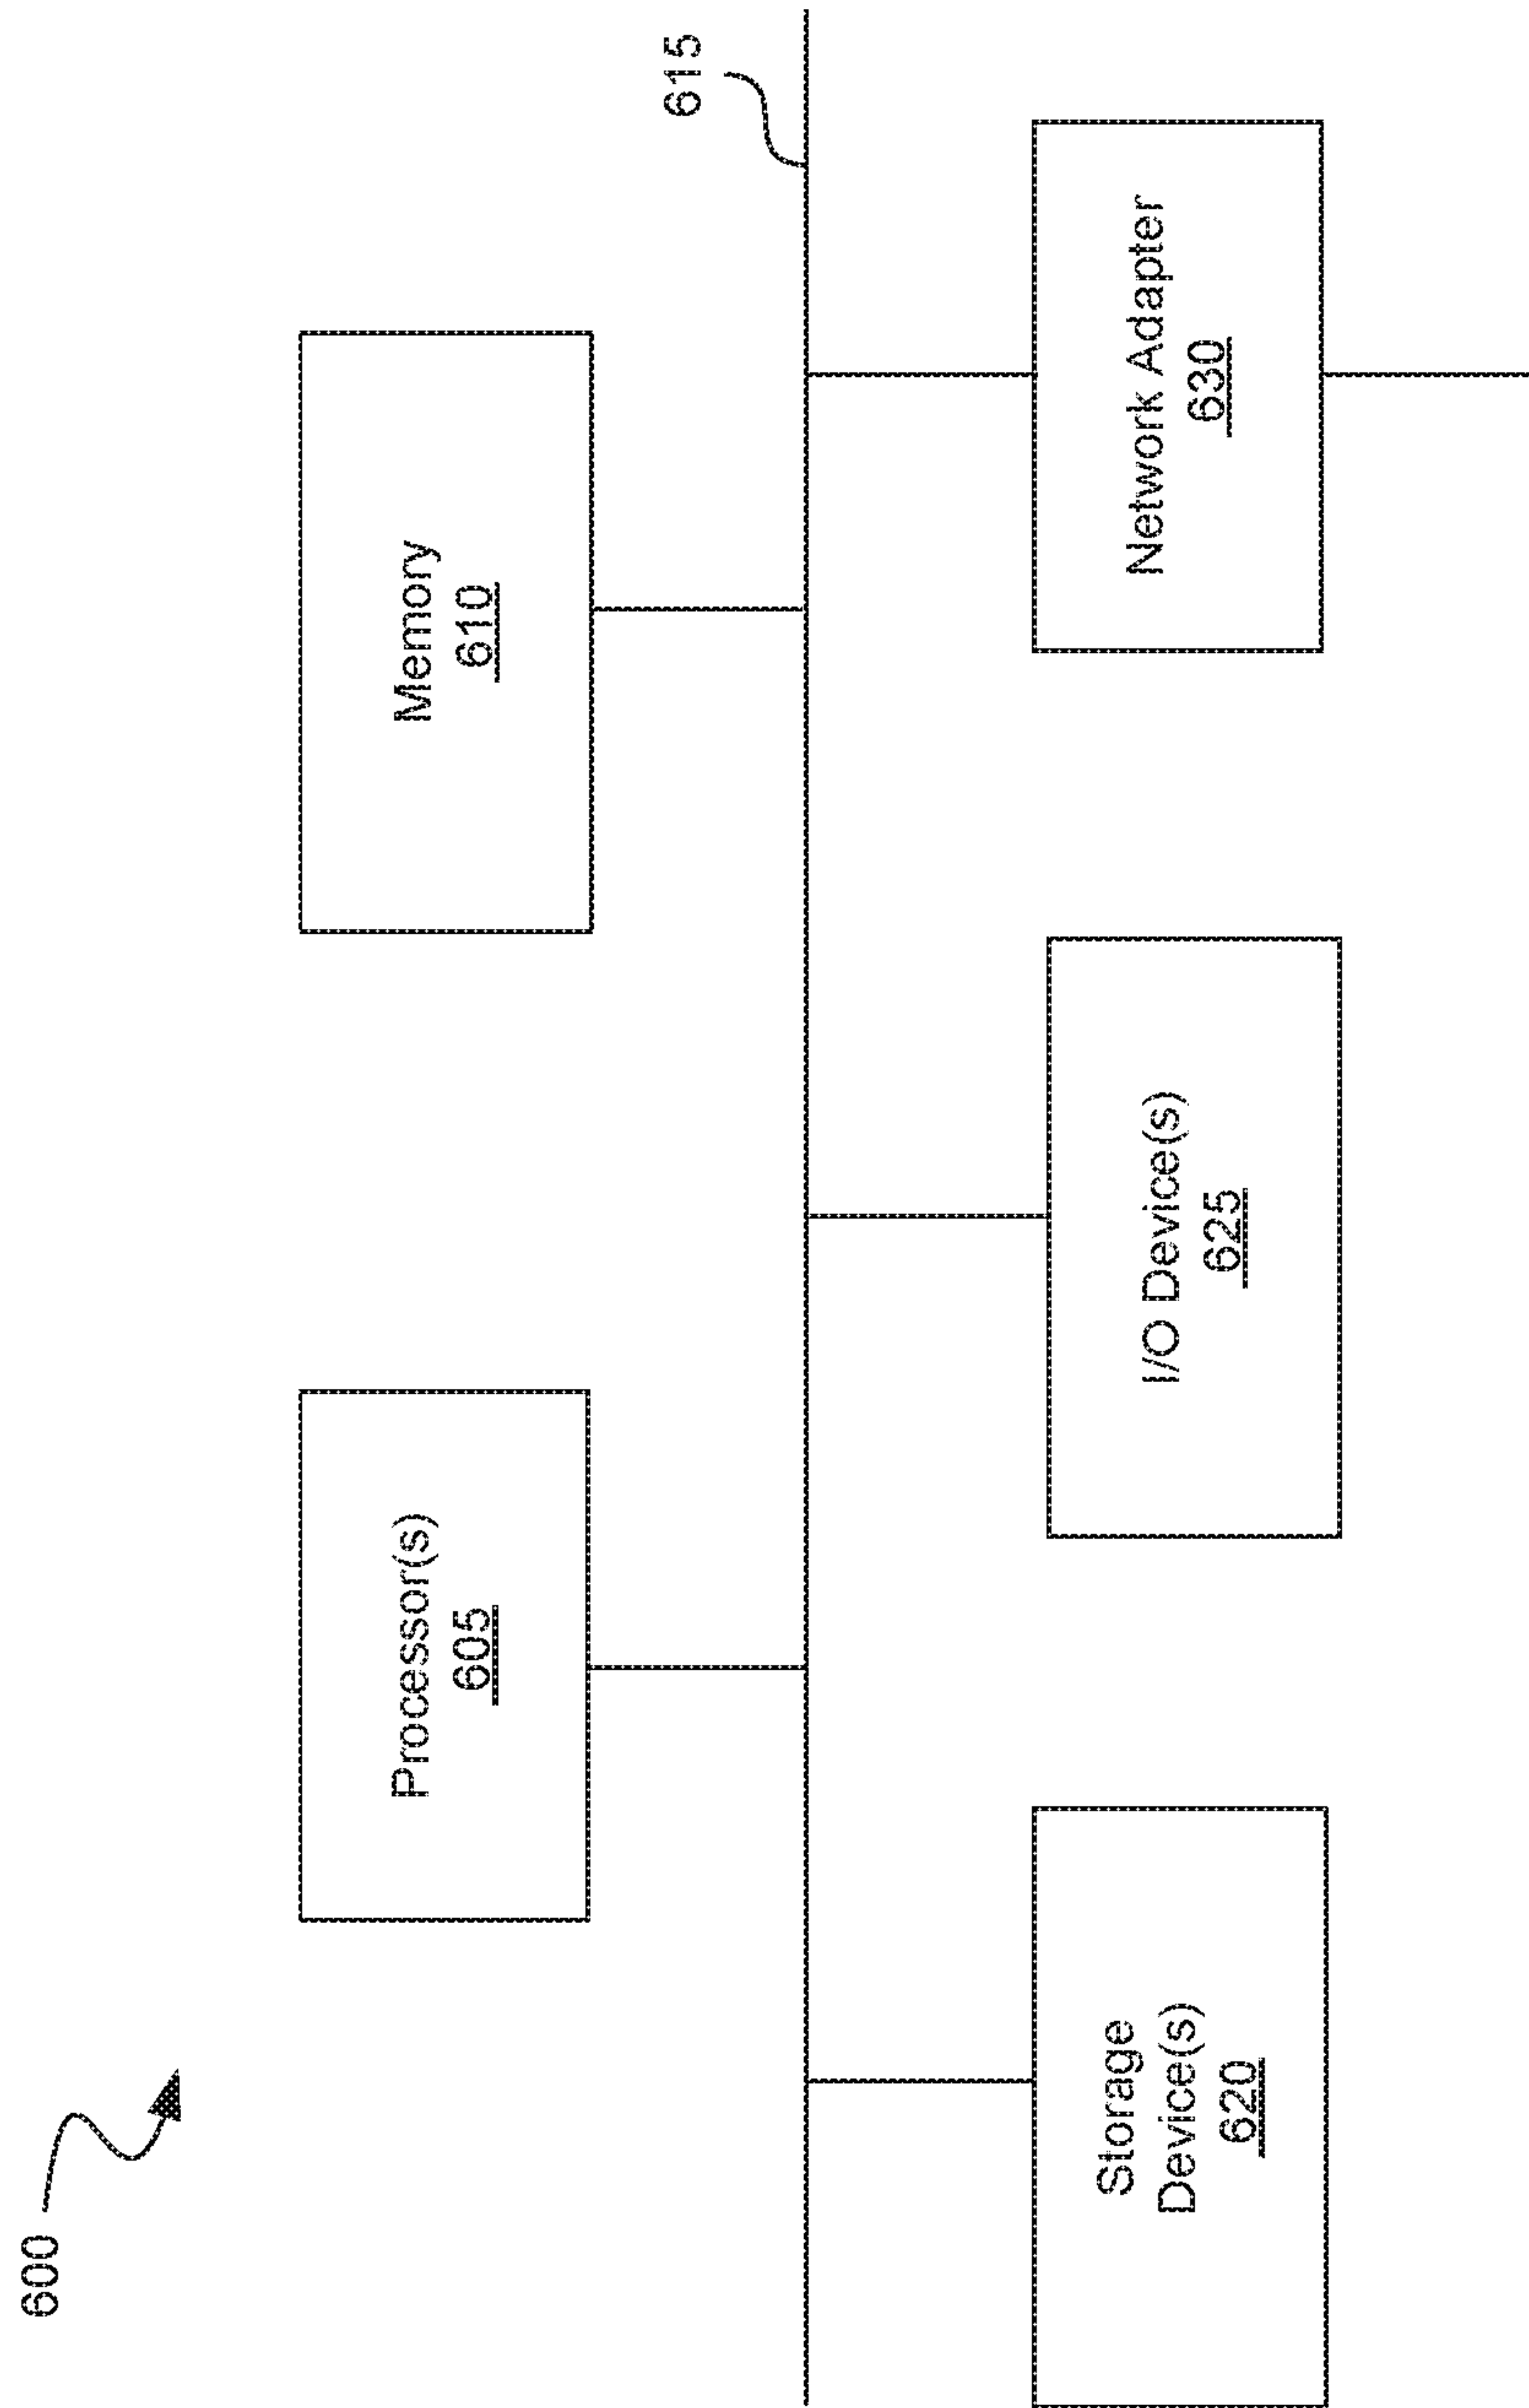 600
Processor(s)
605
Memory
610
615
Storage
Device(s)
620
I/O Device(s)
625
Network Adapter
630